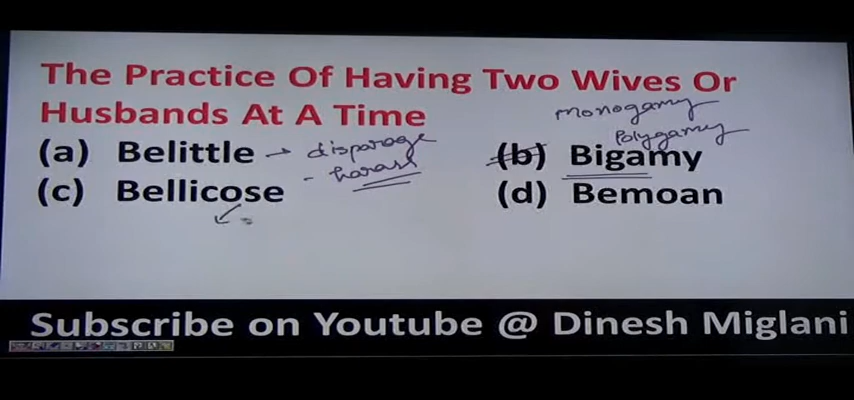 The Practice Of Having Two Wives Or
Husbands At A Time
monogamy
Polygamy
(a) Belittle → disparage
(b) Bigamy
- harass
(c) Bellicose
(d) Bemoan
Subscribe on Youtube @ Dinesh Miglani